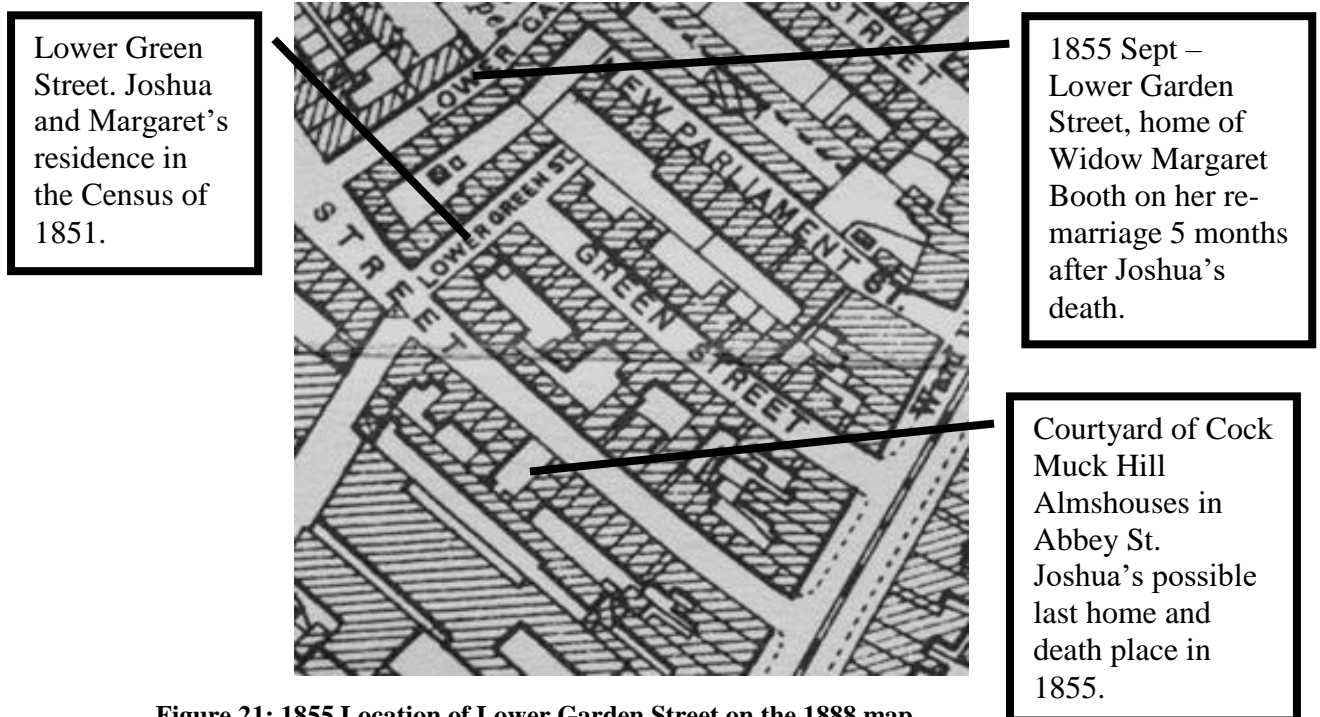 Lower Green
Street. Joshua
and Margaret’s
residence in
the Census of
1851.
1855 Sept –
Lower Garden
Street, home of
Widow Margaret
Booth on her re-
marriage 5 months
after Joshua’s
death.
Courtyard of Cock
Muck Hill
Almshouses in
Abbey St.
Joshua’s possible
last home and
death place in
1855.
LOWER GA
STREET
NEW PARLIAMENT ST.
LOWER GREEN ST.
STREET
GREEN STREET
Ward
Figure 21: 1855 Location of Lower Garden Street on the 1888 map